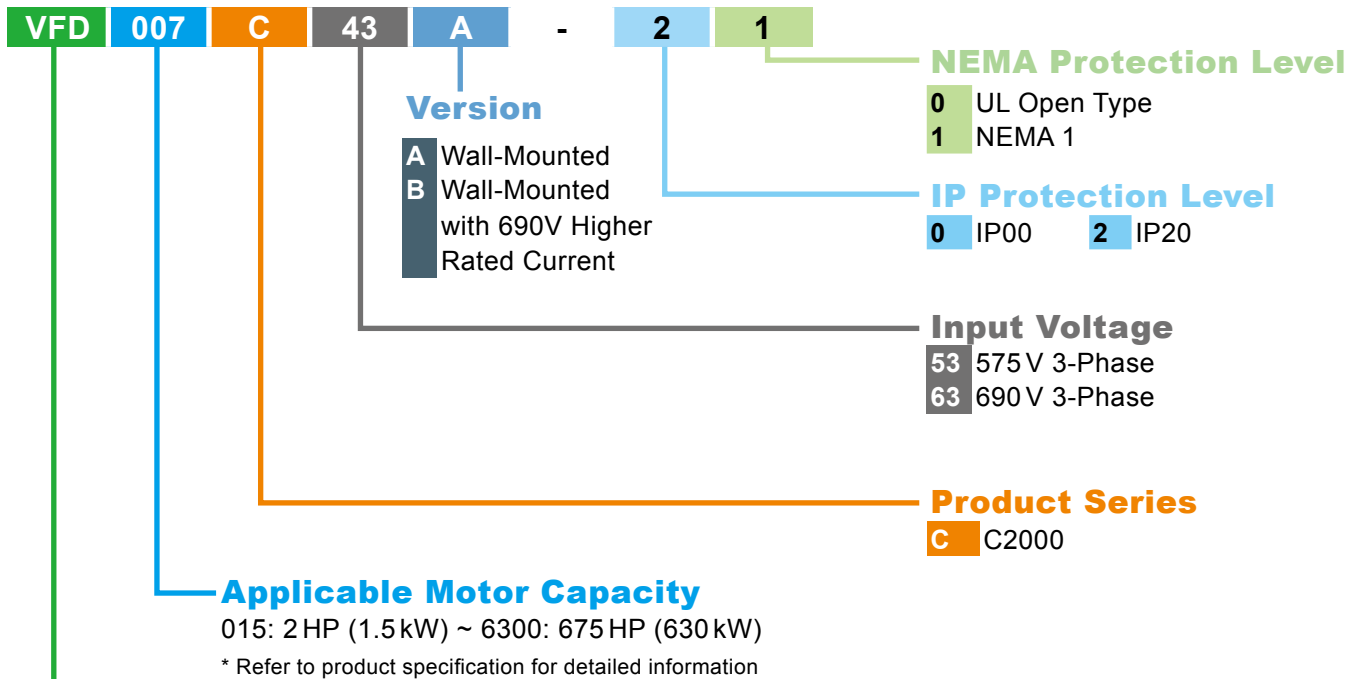 VFD 007 C 43 A - 2 1
NEMA Protection Level
0 UL Open Type
1 NEMA 1
Version
A Wall-Mounted
B Wall-Mounted
with 690V Higher
Rated Current
IP Protection Level
0 IP00 2 IP20
Input Voltage
53 575 V 3-Phase
63 690 V 3-Phase
Product Series
C C2000
Applicable Motor Capacity
015: 2 HP (1.5 kW) ~ 6300: 675 HP (630 kW)
* Refer to product specification for detailed information